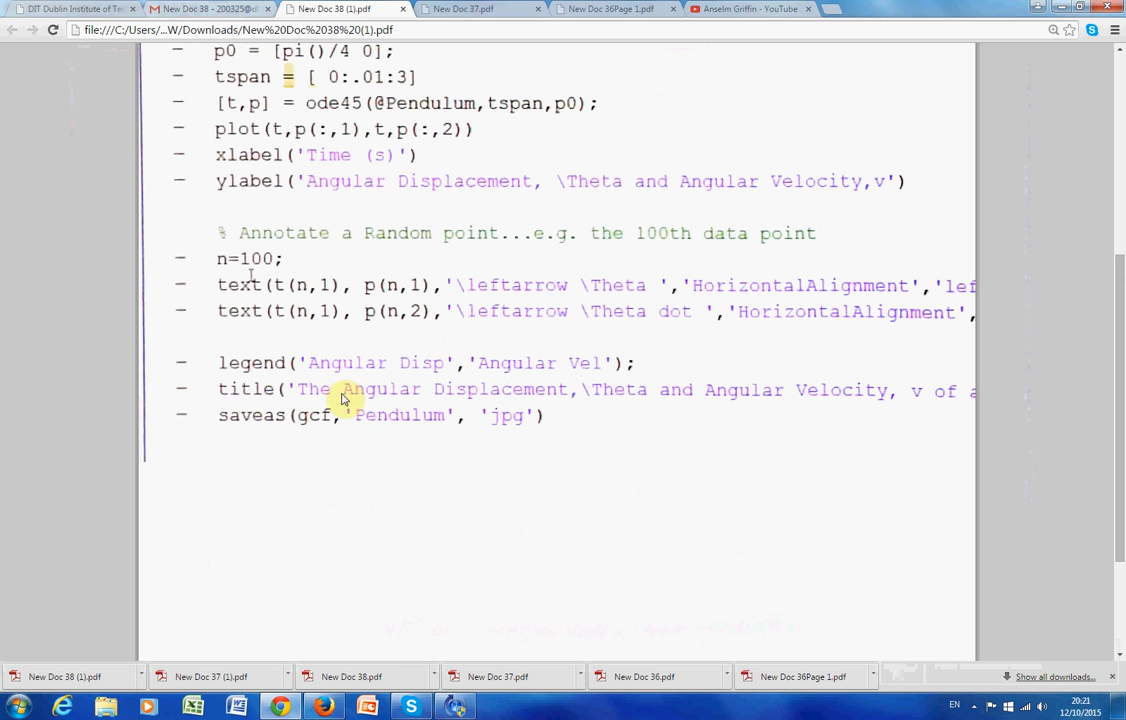 DIT Dublin Institute of Te
New Doc 38 - 200325@di
New Doc 38 (1).pdf
New Doc 37.pdf
New Doc 36Page 1.pdf
Anselm Griffin - YouTube
file:///C:/Users/...W/Downloads/New%20Doc%2038%20(1).pdf
p0 = [pi()/4 0];
tspan = [ 0:.01:3]
[t,p] = ode45(@Pendulum,tspan,p0);
plot(t,p(:,1),t,p(:,2))
xlabel('Time (s)')
ylabel('Angular Displacement, \Theta and Angular Velocity,v')
% Annotate a Random point...e.g. the 100th data point
n=100;
text(t(n,1), p(n,1),'\leftarrow \Theta ','HorizontalAlignment','lef
text(t(n,1), p(n,2),'\leftarrow \Theta dot ','HorizontalAlignment',
legend('Angular Disp','Angular Vel');
title('The Angular Displacement,\Theta and Angular Velocity, v of a
saveas(gcf,'Pendulum', 'jpg')
New Doc 38 (1).pdf
New Doc 37 (1).pdf
New Doc 38.pdf
New Doc 37.pdf
New Doc 36.pdf
New Doc 36Page 1.pdf
Show all downloads...
EN
20:21
12/10/2015